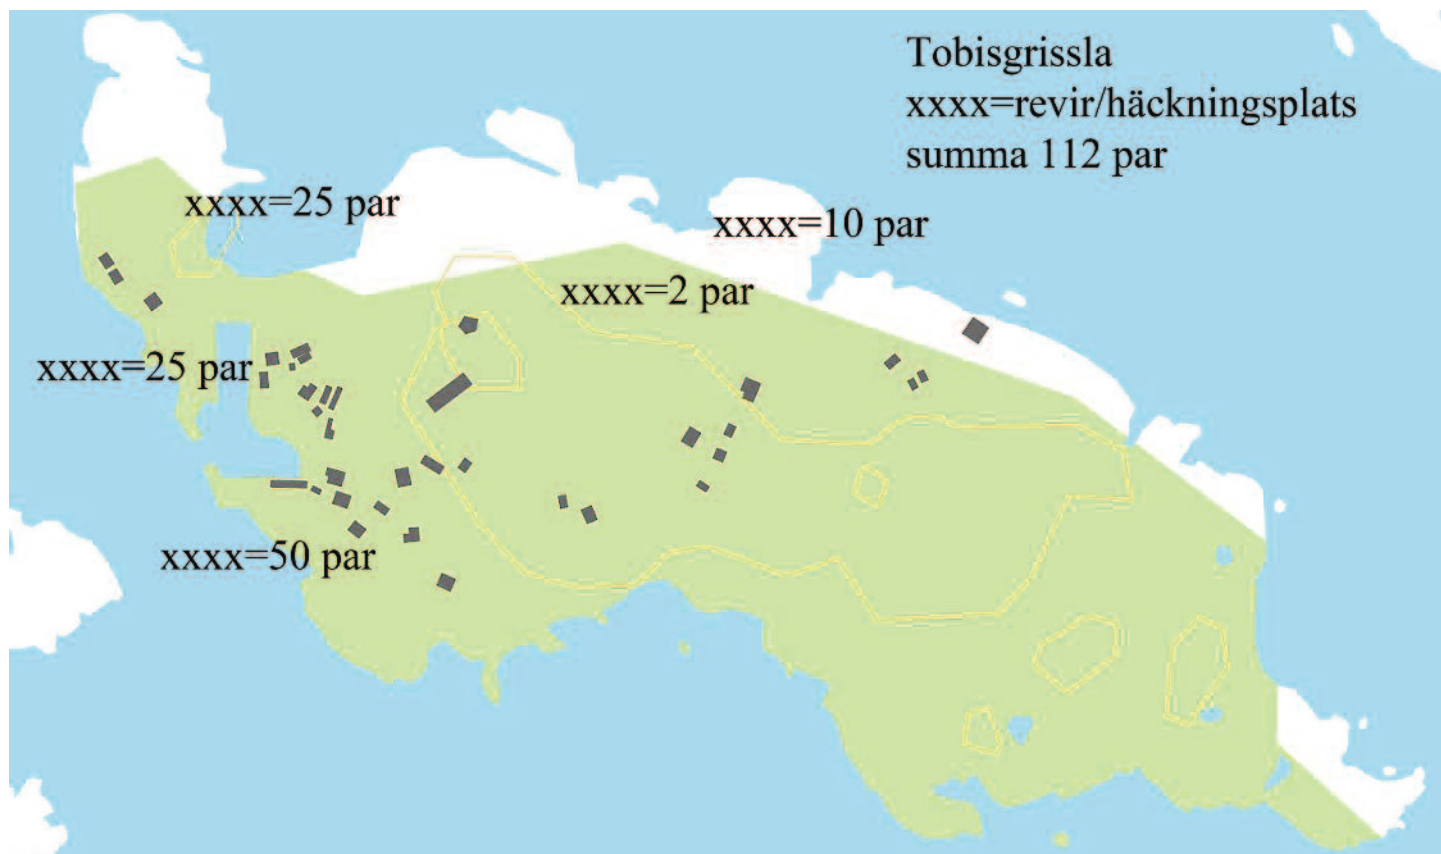 Tobisgrissla
xxxx=revir/häckningsplats
summa 112 par
xxxx=25 par
xxxx=10 par
xxxx=2 par
xxxx=25 par
xxxx=50 par